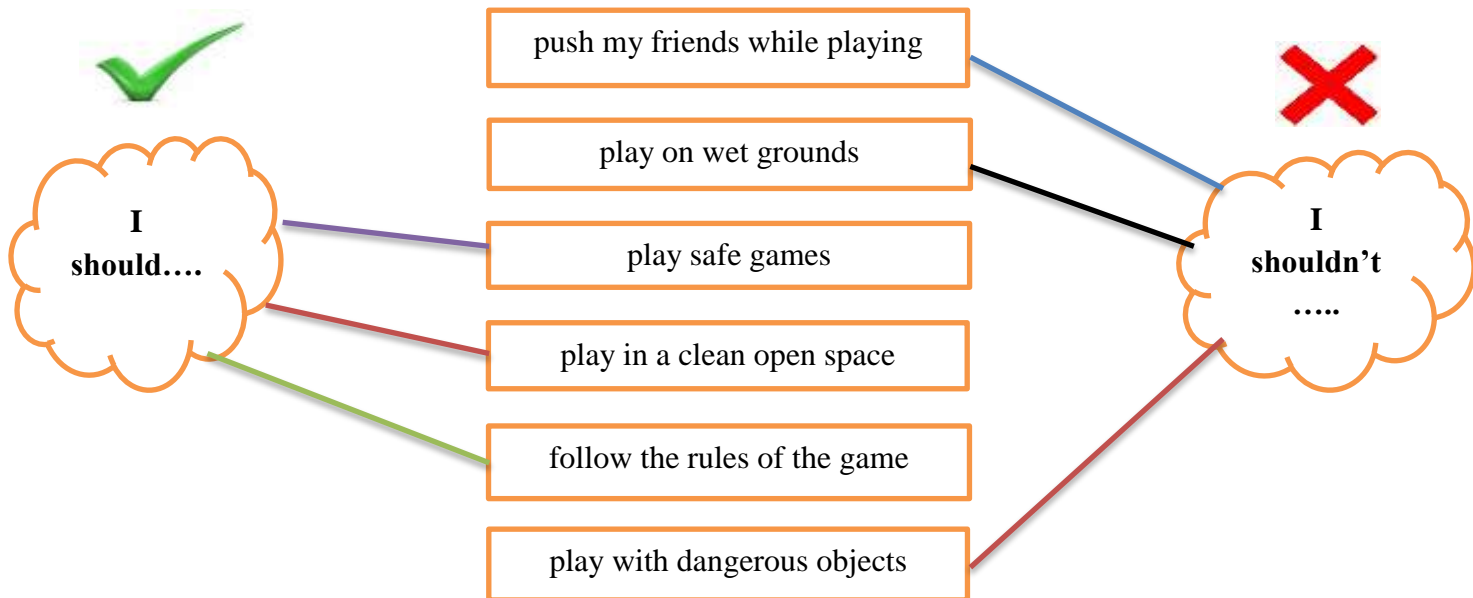 push my friends while playing
play on wet grounds
I
should….
play safe games
I
shouldn’t
…..
play in a clean open space
follow the rules of the game
play with dangerous objects